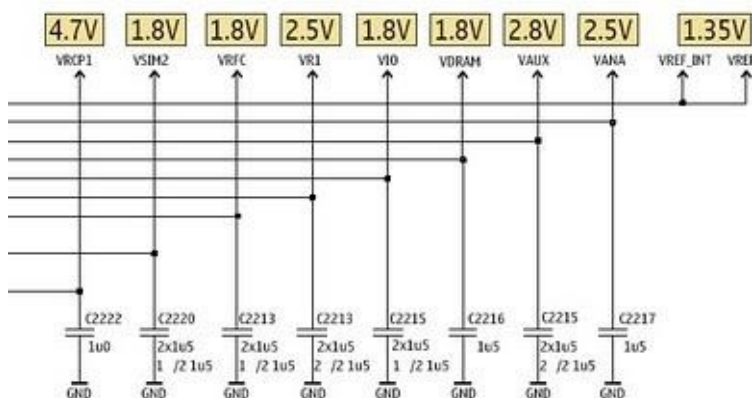 4.7V 1.8V 1.8V 2.5V 1.8V 1.8V 2.8V 2.5V 1.35V
VRCP1 VSIM2 VRFC VR1 VIO VDRAM VAUX VANA VREF_INT VREF
C2222 C2220 C2213 C2213 C2215 C2216 C2215 C2217
1u0 2x1u5 2x1u5 2x1u5 2x1u5 1u5 2x1u5 1u5
1 /2 1u5 1 /2 1u5 2 /2 1u5 1 /2 1u5 2 /2 1u5
GND GND GND GND GND GND GND GND